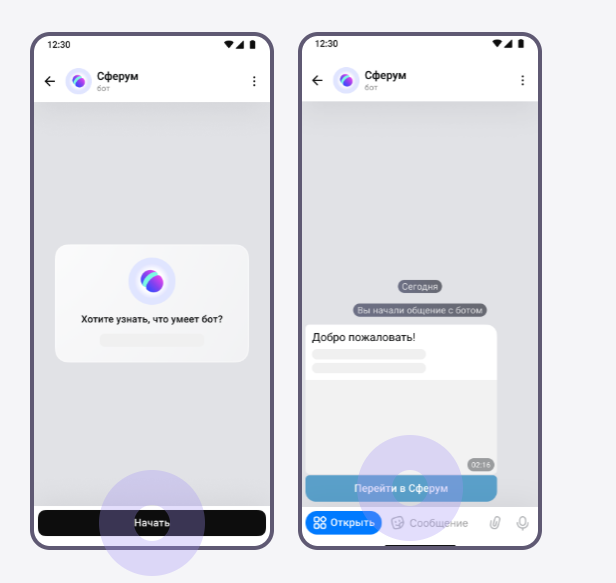 12:30
Сферум
бот
Хотите узнать, что умеет бот?
Начать
12:30
Сферум
бот
Сегодня
Вы начали общение с ботом
Добро пожаловать!
02:16
Перейти в Сферум
Открыть
Сообщение